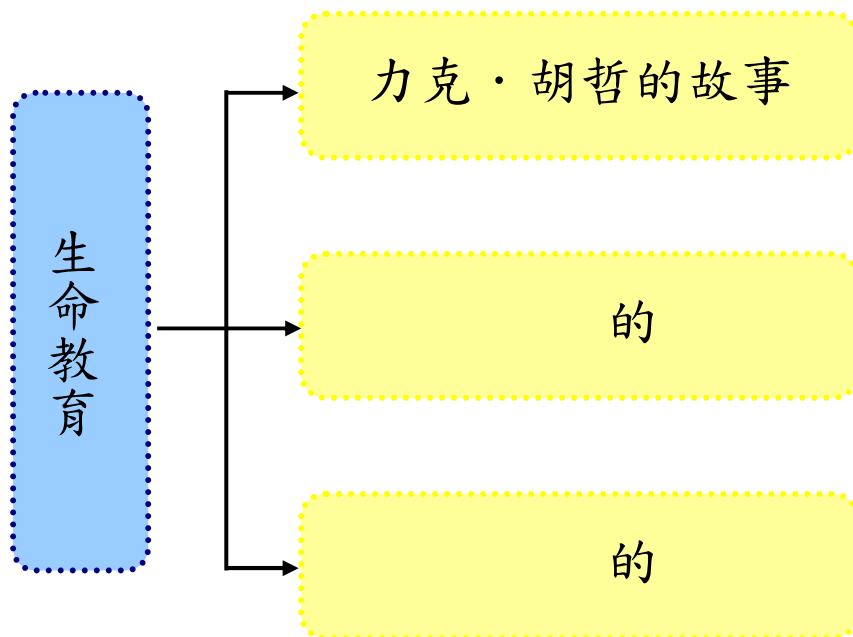 生命教育
力克·胡哲的故事
的
的